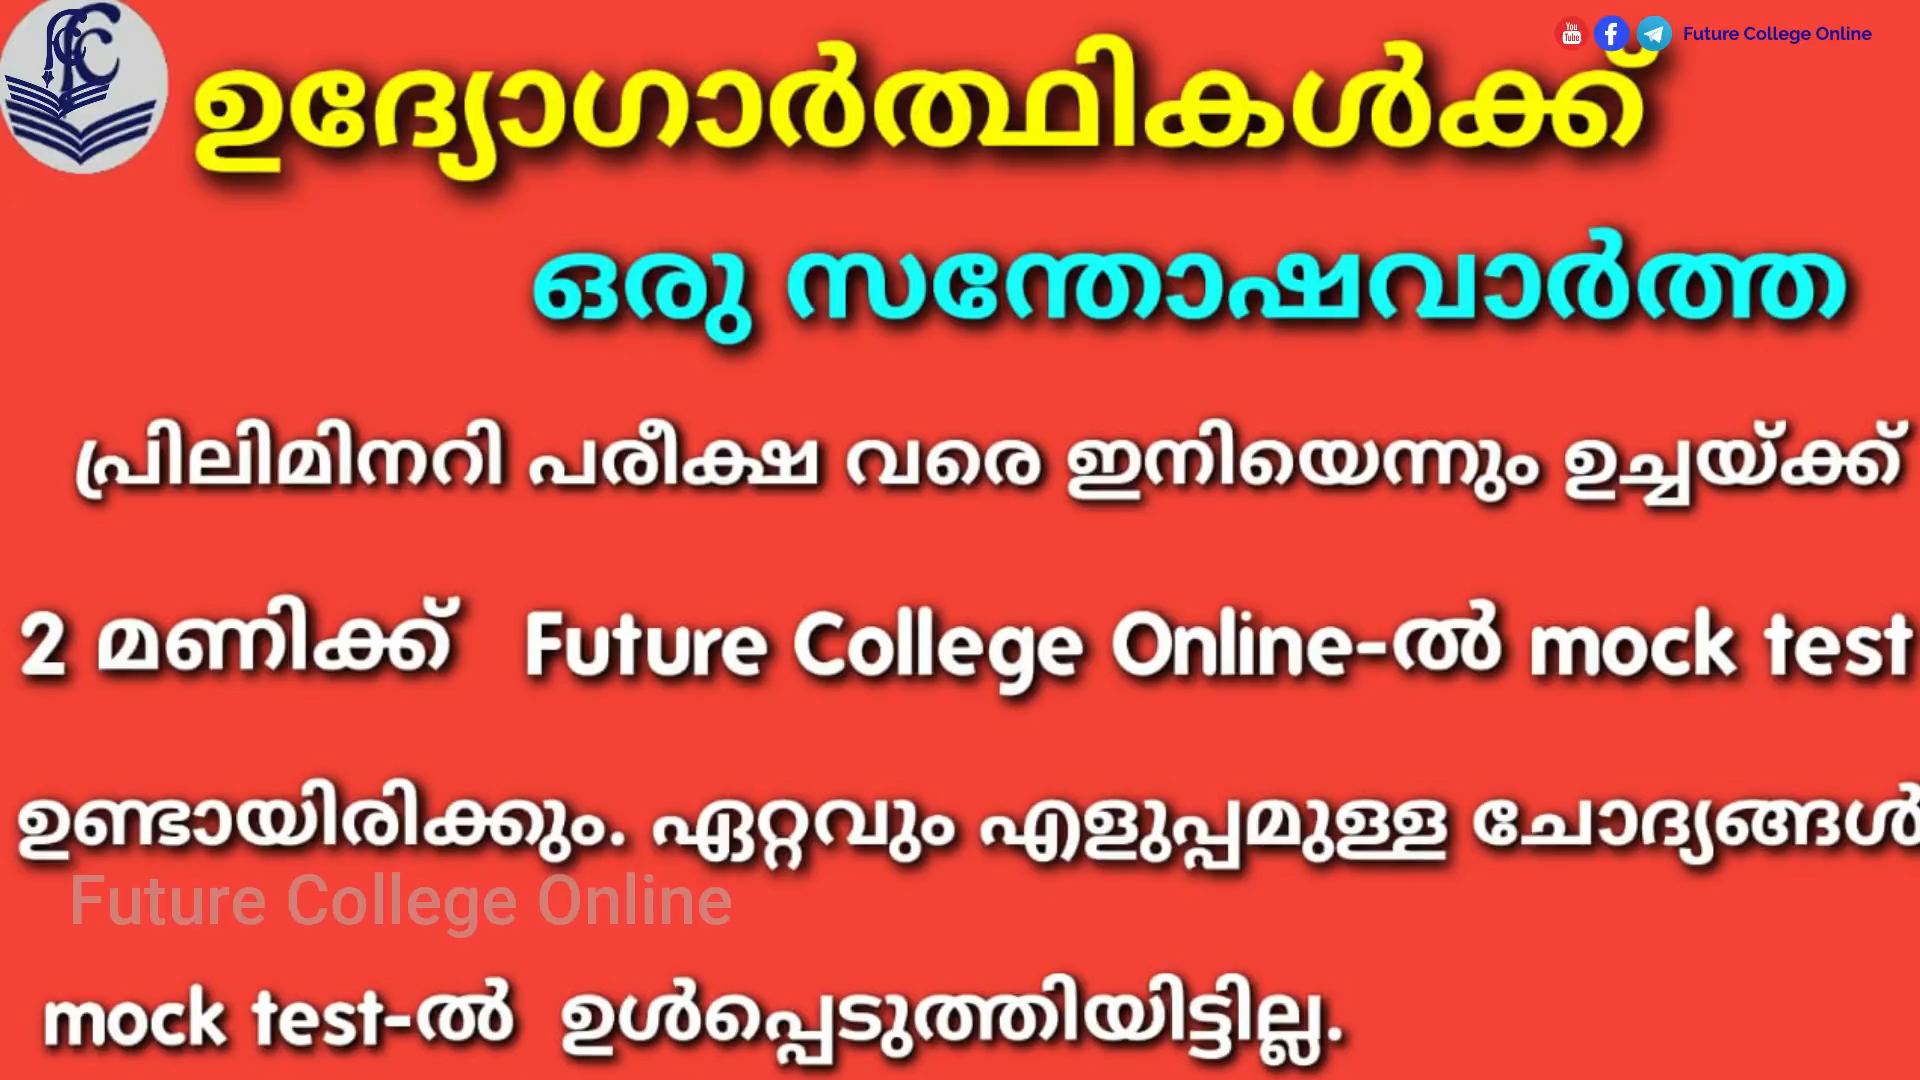 Future College Online
ഉദ്യോഗാർത്ഥികൾക്ക്
ഒരു സന്തോഷവാർത്ത
പ്രിലിമിനറി പരീക്ഷ വരെ ഇനിയെന്നും ഉച്ചയ്ക്ക്
2 മണിക്ക് Future College Online-ൽ mock test
ഉണ്ടായിരിക്കും. ഏറ്റവും എളുപ്പമുള്ള ചോദ്യങ്ങൾ
Future College Online
mock test-ൽ ഉൾപ്പെടുത്തിയിട്ടില്ല.